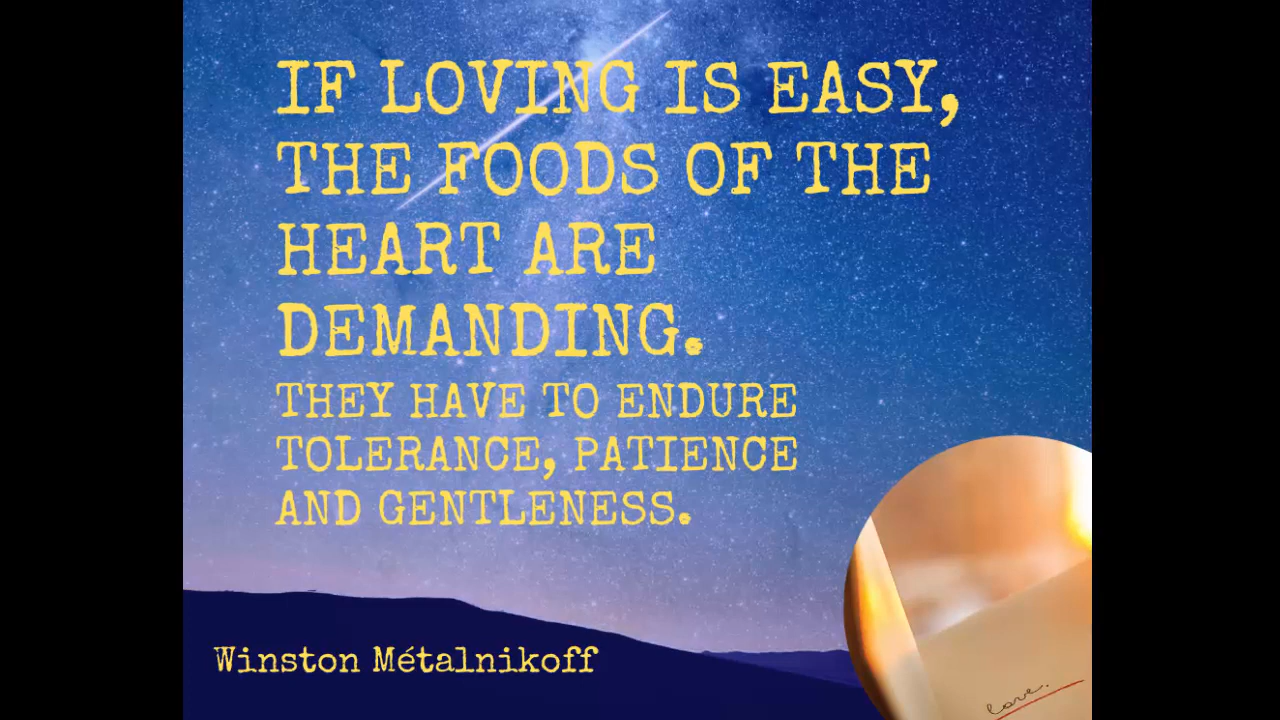 IF LOVING IS EASY,
THE FOODS OF THE
HEART ARE
DEMANDING.
THEY HAVE TO ENDURE
TOLERANCE, PATIENCE
AND GENTLENESS.
Winston Métalnikoff
love.